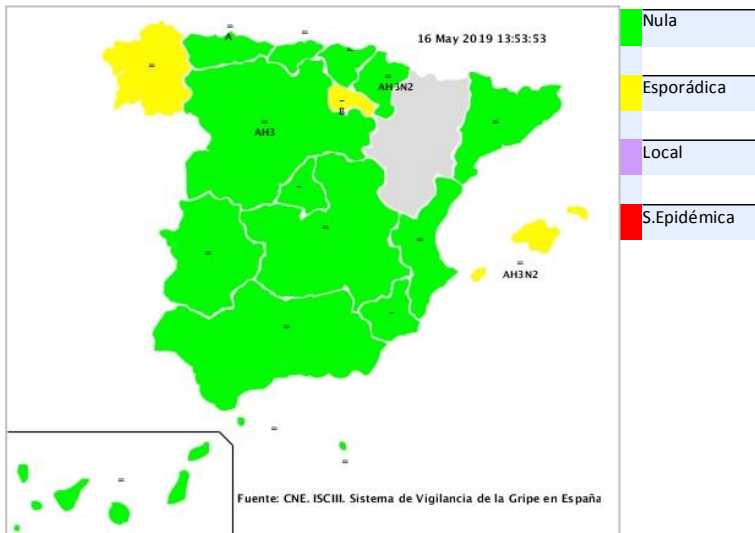 16 May 2019 13:53:53
Nula
Esporádica
Local
S.Epidémica
=
A
=
=
=
=
AH3N2
=
AH3
–
B
=
–
=
=
=
=
AH3N2
–
=
=
=
=
Fuente: CNE. ISCIII. Sistema de Vigilancia de la Gripe en España